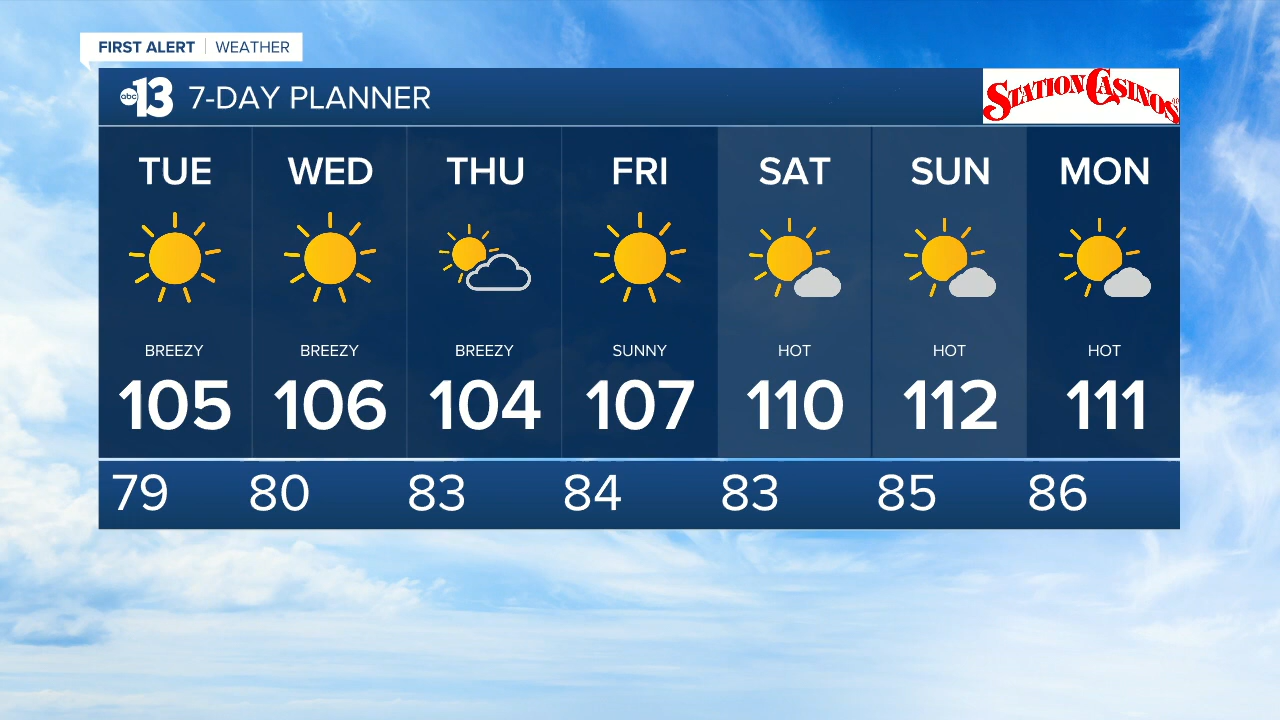 FIRST ALERT | WEATHER
abc 13 7-DAY PLANNER
STATION CASINOS
TUE WED THU FRI SAT SUN MON
BREEZY BREEZY BREEZY SUNNY HOT HOT HOT
105 106 104 107 110 112 111
79 80 83 84 83 85 86